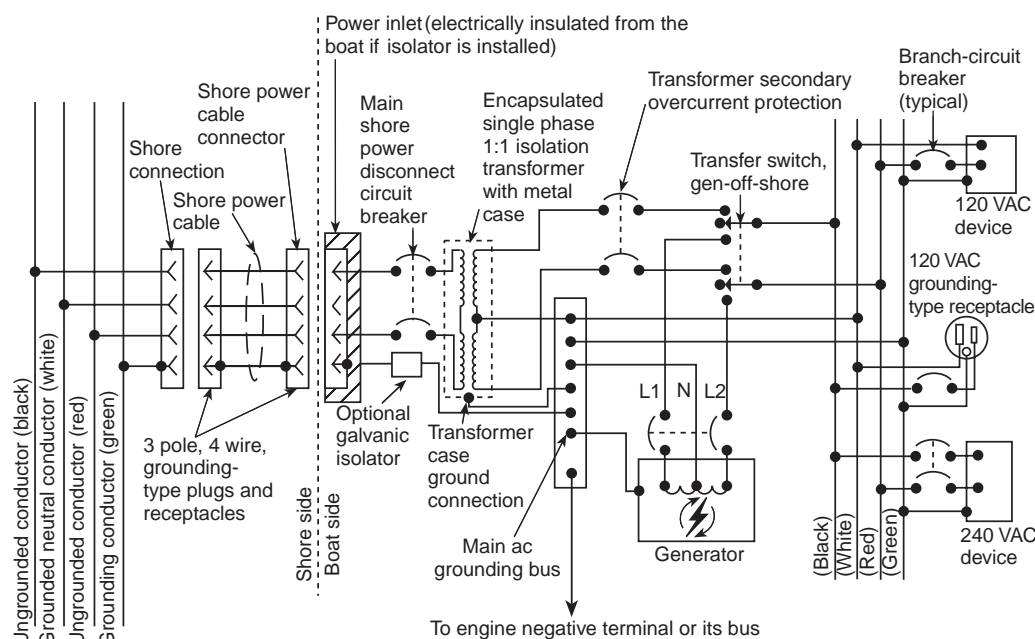 Power inlet (electrically insulated from the
boat if isolator is installed)
Shore power
cable
connector
Shore
connection
Shore power
cable
Main
shore
power
disconnect
circuit
breaker
Encapsulated
single phase
1:1 isolation
transformer
with metal
case
Transformer secondary
overcurrent protection
Transfer switch,
gen-off-shore
Branch-circuit
breaker
(typical)
120 VAC
device
120 VAC
grounding-
type receptacle
240 VAC
device
Ungrounded conductor (black)
Grounded neutral conductor (white)
Ungrounded conductor (red)
Grounding conductor (green)
3 pole, 4 wire,
grounding-
type plugs and
receptacles
Shore side
Boat side
Optional
galvanic
isolator
Transformer
case
ground
connection
Main ac
grounding bus
L1
N
L2
Generator
(Black)
(White)
(Red)
(Green)
To engine negative terminal or its bus